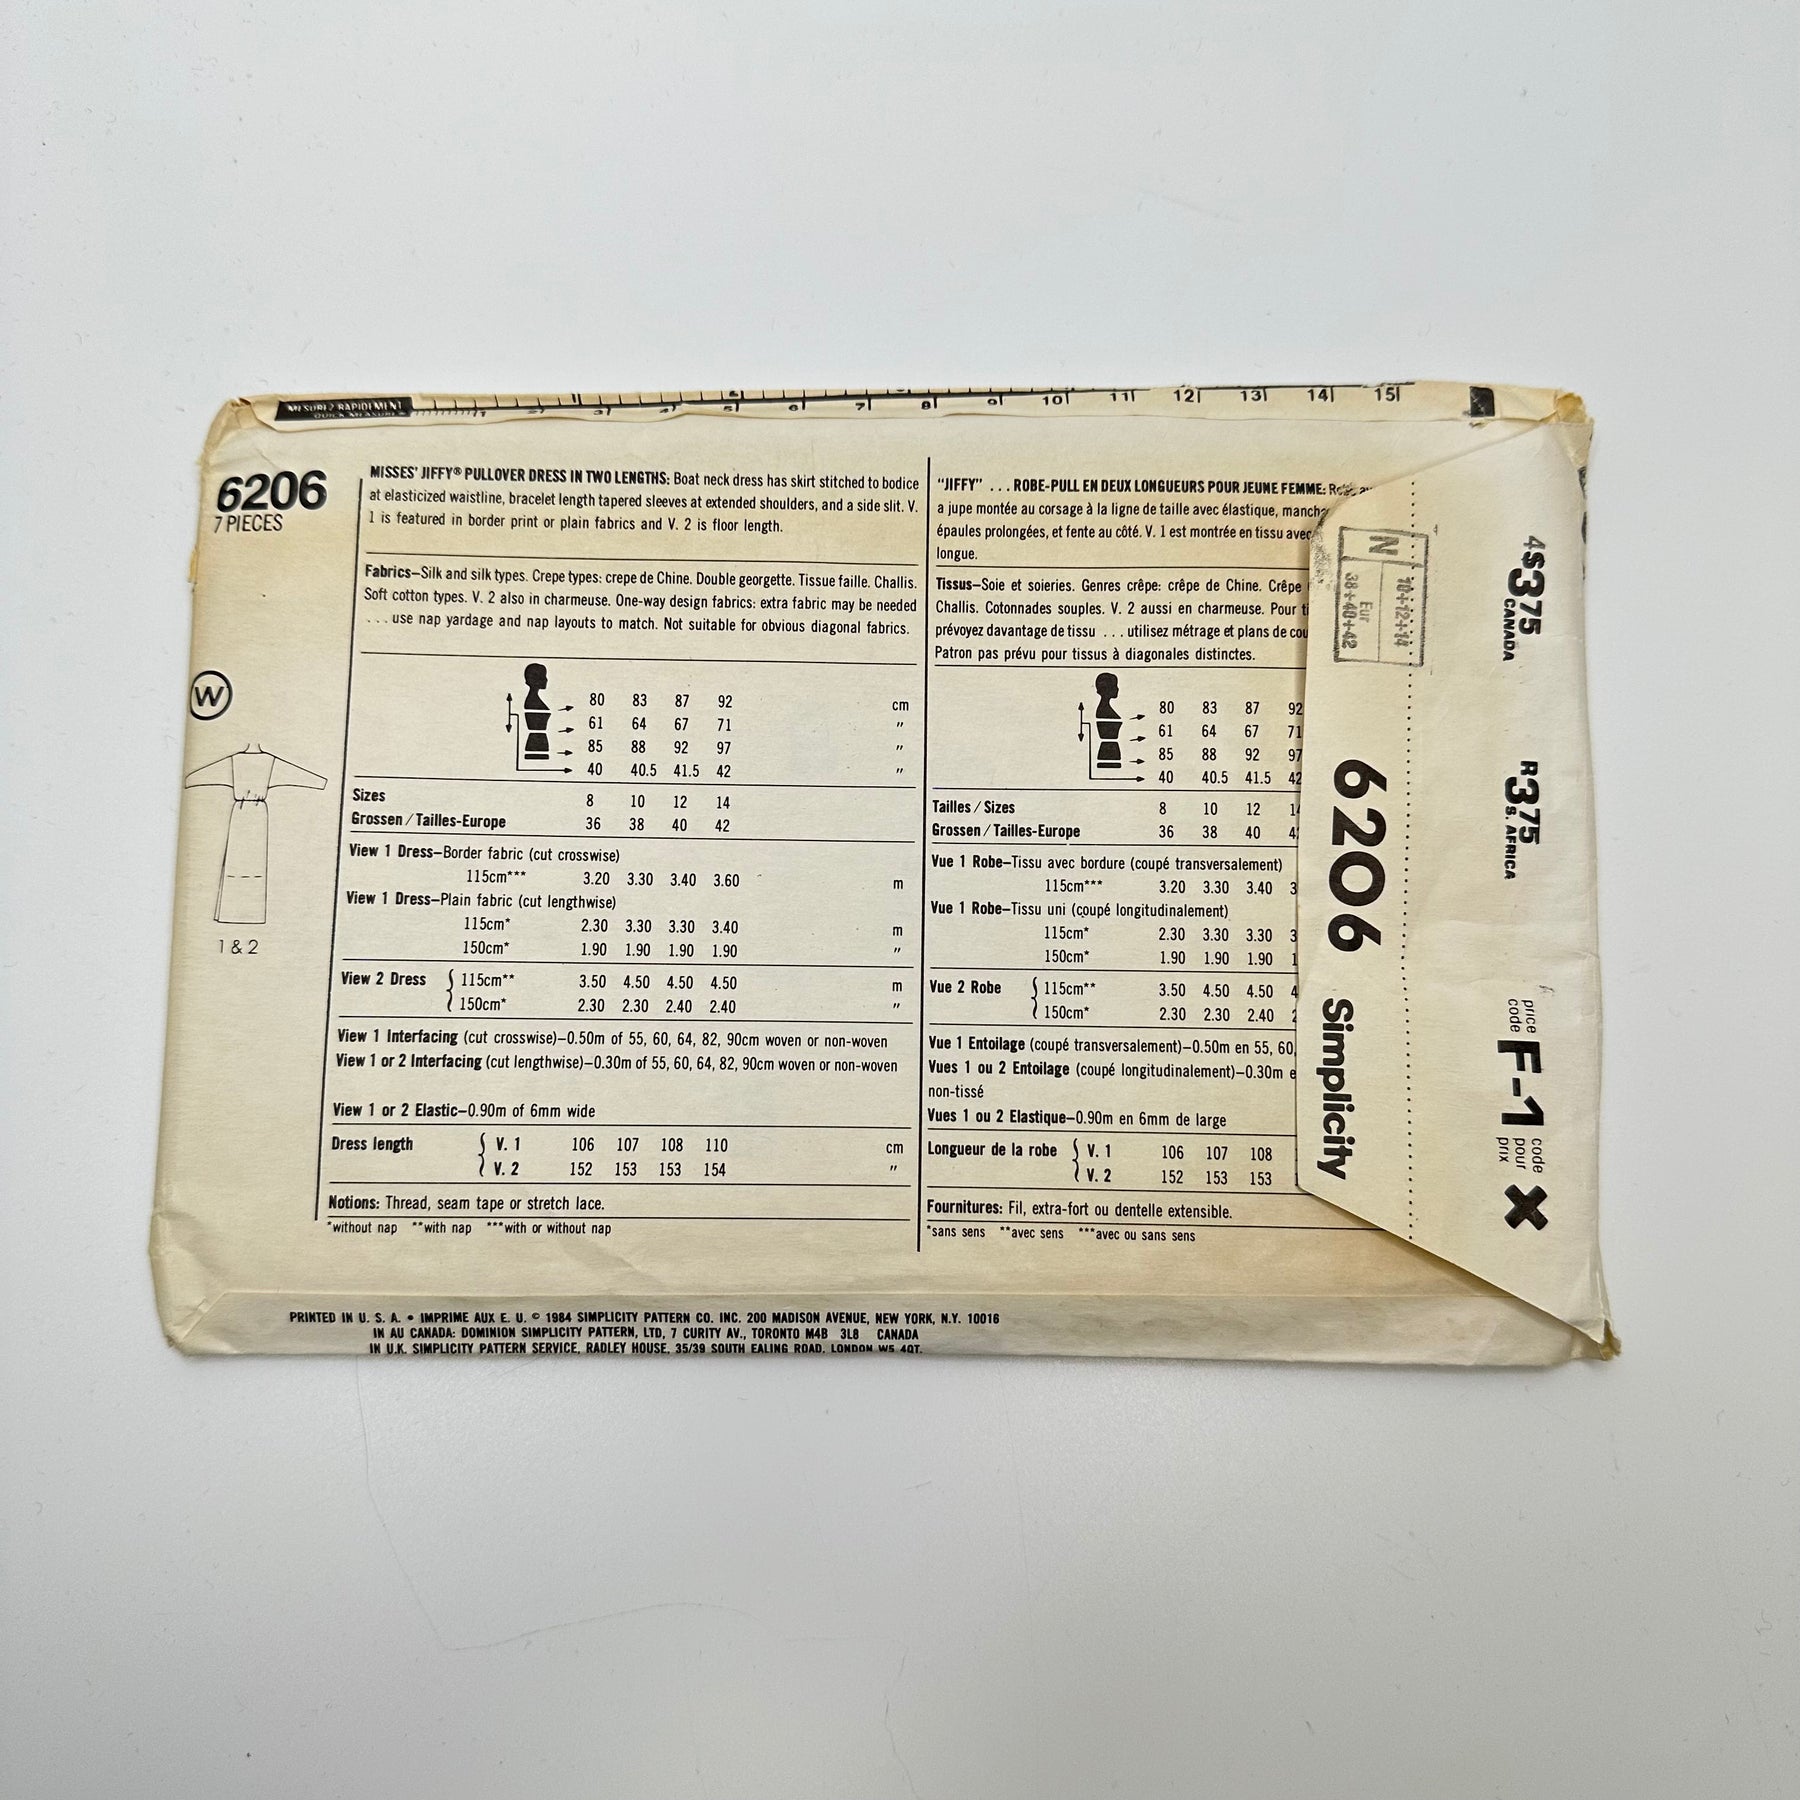 MESUREZ RAPIDEMENT
QUICK MEASURE
8 9 10 11 12 13 14 15
6206
7 PIECES
W
1 & 2
MISSES' JIFFY® PULLOVER DRESS IN TWO LENGTHS: Boat neck dress has skirt stitched to bodice
at elasticized waistline, bracelet length tapered sleeves at extended shoulders, and a side slit. V.
1 is featured in border print or plain fabrics and V. 2 is floor length.
Fabrics—Silk and silk types. Crepe types: crepe de Chine. Double georgette. Tissue faille. Challis.
Soft cotton types. V. 2 also in charmeuse. One-way design fabrics: extra fabric may be needed
. . . use nap yardage and nap layouts to match. Not suitable for obvious diagonal fabrics.
80 83 87 92 cm
61 64 67 71 "
85 88 92 97 "
40 40.5 41.5 42 "
Sizes 8 10 12 14
Grossen/Tailles-Europe 36 38 40 42
View 1 Dress—Border fabric (cut crosswise)
115cm*** 3.20 3.30 3.40 3.60 m
View 1 Dress—Plain fabric (cut lengthwise)
115cm* 2.30 3.30 3.30 3.40 m
150cm* 1.90 1.90 1.90 1.90 "
View 2 Dress 115cm** 3.50 4.50 4.50 4.50 m
150cm* 2.30 2.30 2.40 2.40 "
View 1 Interfacing (cut crosswise)—0.50m of 55, 60, 64, 82, 90cm woven or non-woven
View 1 or 2 Interfacing (cut lengthwise)—0.30m of 55, 60, 64, 82, 90cm woven or non-woven
View 1 or 2 Elastic—0.90m of 6mm wide
Dress length V. 1 106 107 108 110 cm
V. 2 152 153 153 154 "
Notions: Thread, seam tape or stretch lace.
*without nap **with nap ***with or without nap
"JIFFY" . . . ROBE-PULL EN DEUX LONGUEURS POUR JEUNE FEMME:
a jupe montée au corsage à la ligne de taille avec élastique,
épaules prolongées, et fente au côté. V. 1 est montrée en tissu avec
longue.
Tissus—Soie et soieries. Genres crêpe: crêpe de Chine. Crêpe
Challis. Cotonnades souples. V. 2 aussi en charmeuse. Pour
prévoyez davantage de tissu . . . utilisez métrage et plans de
Patron pas prévu pour tissus à diagonales distinctes.
80 83 87 92
61 64 67 71
85 88 92 97
40 40.5 41.5 42
Tailles/Sizes 8 10 12
Grossen/Tailles-Europe 36 38 40
Vue 1 Robe—Tissu avec bordure (coupé transversalement)
115cm*** 3.20 3.30 3.40
Vue 1 Robe—Tissu uni (coupé longitudinalement)
115cm* 2.30 3.30 3.30
150cm* 1.90 1.90 1.90
Vue 2 Robe 115cm** 3.50 4.50 4.50
150cm* 2.30 2.30 2.40
Vue 1 Entoilage (coupé transversalement)—0.50m en 55, 60,
Vues 1 ou 2 Entoilage (coupé longitudinalement)—0.30m
non-tissé
Vues 1 ou 2 Elastique—0.90m en 6mm de large
Longueur de la robe V. 1 106 107 108
V. 2 152 153 153
Fournitures: Fil, extra-fort ou dentelle extensible.
*sans sens **avec sens ***avec ou sans sens
N
10+12+14
Eur
38+40+42
6206 Simplicity
4S $3.75 CANADA
R3.75 S. AFRICA
price code F-1 code pour prix X
PRINTED IN U. S. A. • IMPRIME AUX E. U. © 1984 SIMPLICITY PATTERN CO. INC. 200 MADISON AVENUE, NEW YORK, N.Y. 10016
IN AU CANADA: DOMINION SIMPLICITY PATTERN, LTD, 7 CURITY AV., TORONTO M4B 3L8 CANADA
IN U.K. SIMPLICITY PATTERN SERVICE, RADLEY HOUSE, 35/39 SOUTH EALING ROAD, LONDON W5 4QT.